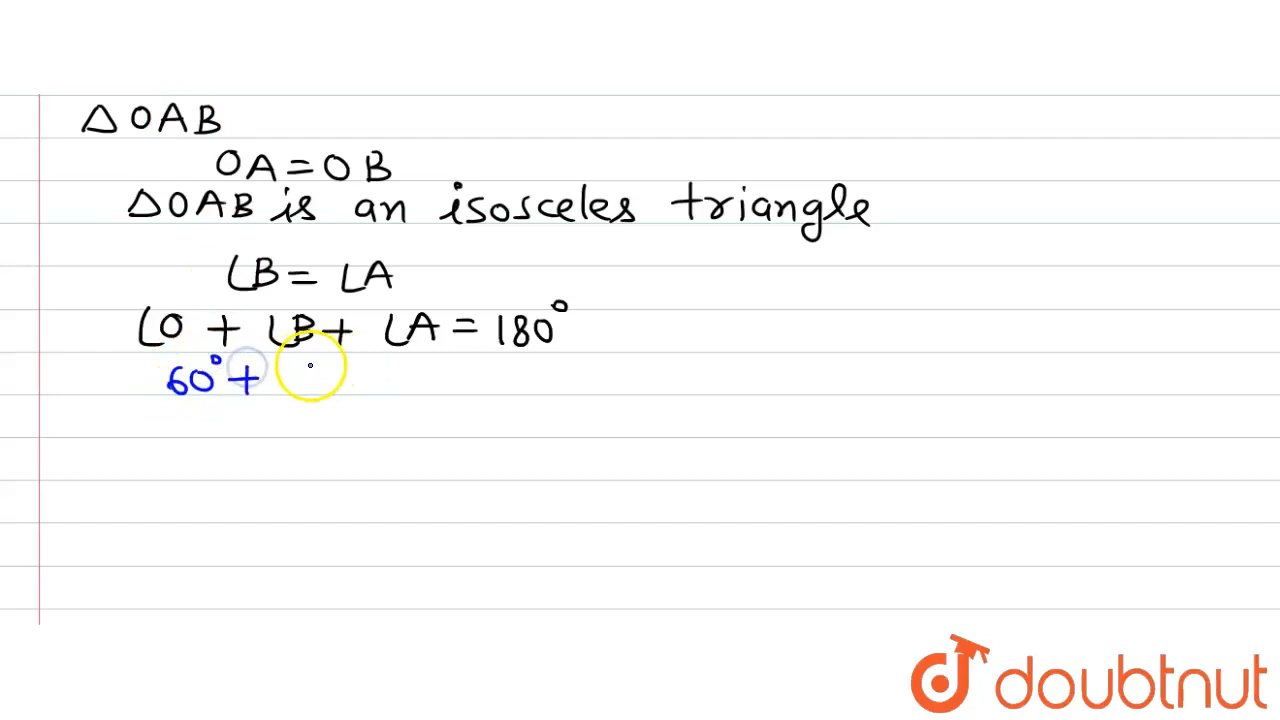 △OAB
OA=OB
△OAB is an isosceles triangle
∠B = ∠A
∠O + ∠B + ∠A = 180°
60° +
doubtnut